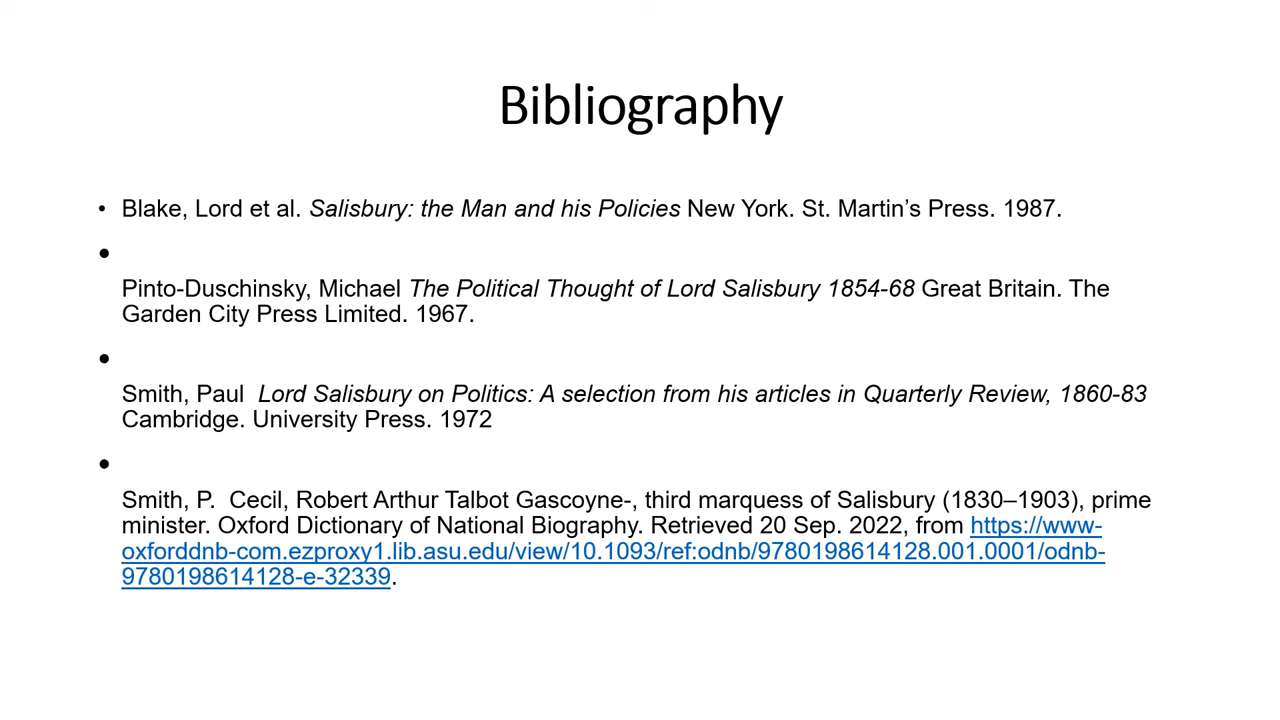 Bibliography
• Blake, Lord et al. Salisbury: the Man and his Policies New York. St. Martin’s Press. 1987.
•
Pinto-Duschinsky, Michael The Political Thought of Lord Salisbury 1854-68 Great Britain. The
Garden City Press Limited. 1967.
•
Smith, Paul  Lord Salisbury on Politics: A selection from his articles in Quarterly Review, 1860-83
Cambridge. University Press. 1972
•
Smith, P.  Cecil, Robert Arthur Talbot Gascoyne-, third marquess of Salisbury (1830–1903), prime
minister. Oxford Dictionary of National Biography. Retrieved 20 Sep. 2022, from https://www-
oxforddnb-com.ezproxy1.lib.asu.edu/view/10.1093/ref:odnb/9780198614128.001.0001/odnb-
9780198614128-e-32339.